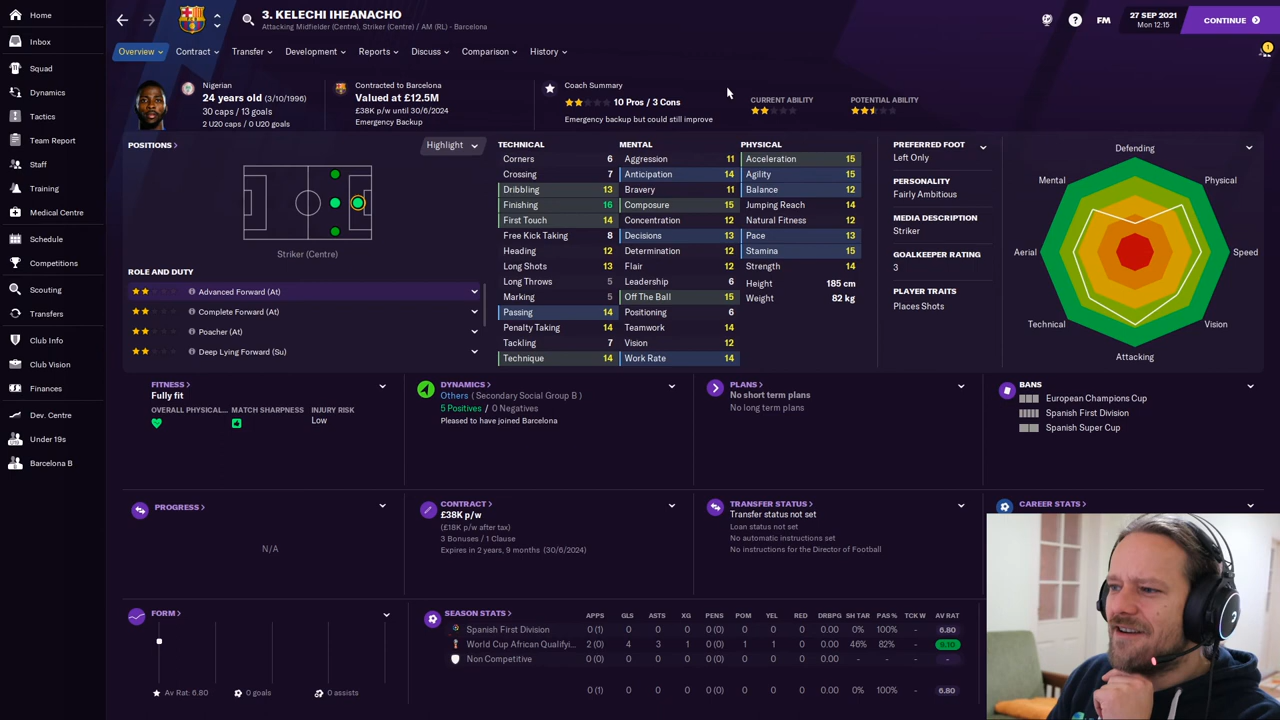 Home
Inbox
Squad
Dynamics
Tactics
Team Report
Staff
Training
Medical Centre
Schedule
Competitions
Scouting
Transfers
Club Info
Club Vision
Finances
Dev. Centre
Under 19s
Barcelona B
3. KELECHI IHEANACHO
Attacking Midfielder (Centre), Striker (Centre) / AM (RL) - Barcelona
? FM
27 SEP 2021
Mon 12:15
CONTINUE
1
Overview Contract Transfer Development Reports Discuss Comparison History
Nigerian
24 years old (3/10/1996)
30 caps / 13 goals
2 U20 caps / 0 U20 goals
Contracted to Barcelona
Valued at £12.5M
£38K p/w until 30/6/2024
Emergency Backup
Coach Summary
10 Pros / 3 Cons
Emergency backup but could still improve
CURRENT ABILITY
POTENTIAL ABILITY
POSITIONS
Highlight
Striker (Centre)
ROLE AND DUTY
Advanced Forward (At)
Complete Forward (At)
Poacher (At)
Deep Lying Forward (Su)
TECHNICAL
Corners 6
Crossing 7
Dribbling 13
Finishing 16
First Touch 14
Free Kick Taking 8
Heading 12
Long Shots 13
Long Throws 5
Marking 5
Passing 14
Penalty Taking 14
Tackling 7
Technique 14
MENTAL
Aggression 11
Anticipation 14
Bravery 11
Composure 15
Concentration 12
Decisions 13
Determination 12
Flair 12
Leadership 6
Off The Ball 15
Positioning 6
Teamwork 14
Vision 12
Work Rate 14
PHYSICAL
Acceleration 15
Agility 15
Balance 12
Jumping Reach 14
Natural Fitness 12
Pace 13
Stamina 15
Strength 14
Height 185 cm
Weight 82 kg
PREFERRED FOOT
Left Only
PERSONALITY
Fairly Ambitious
MEDIA DESCRIPTION
Striker
GOALKEEPER RATING
3
PLAYER TRAITS
Places Shots
Defending
Mental Physical
Aerial Speed
Technical Vision
Attacking
FITNESS
Fully fit
OVERALL PHYSICAL... MATCH SHARPNESS INJURY RISK
Low
DYNAMICS
Others ( Secondary Social Group B )
5 Positives / 0 Negatives
Pleased to have joined Barcelona
PLANS
No short term plans
No long term plans
BANS
European Champions Cup
Spanish First Division
Spanish Super Cup
PROGRESS
N/A
CONTRACT
£38K p/w
(£18K p/w after tax)
3 Bonuses / 1 Clause
Expires in 2 years, 9 months (30/6/2024)
TRANSFER STATUS
Transfer status not set
Loan status not set
No automatic instructions set
No instructions for the Director of Football
CAREER STATS
FORM
Av Rat: 6.80 0 goals 0 assists
SEASON STATS APPS GLS ASTS XG PENS POM YEL RED DRBPG SH TAR PAS % TCK W AV RAT
Spanish First Division 0 (1) 0 0 0 0 (0) 0 0 0 0.00 0% 100% - 6.80
World Cup African Qualifyi... 2 (0) 4 3 1 0 (0) 1 1 0 0.00 46% 82% - 9.10
Non Competitive 0 (0) 0 0 0 0 (0) 0 0 0 0.00 0% 0% - -
0 (1) 0 0 0 0 (0) 0 0 0 0.00 0% 100% - 6.80